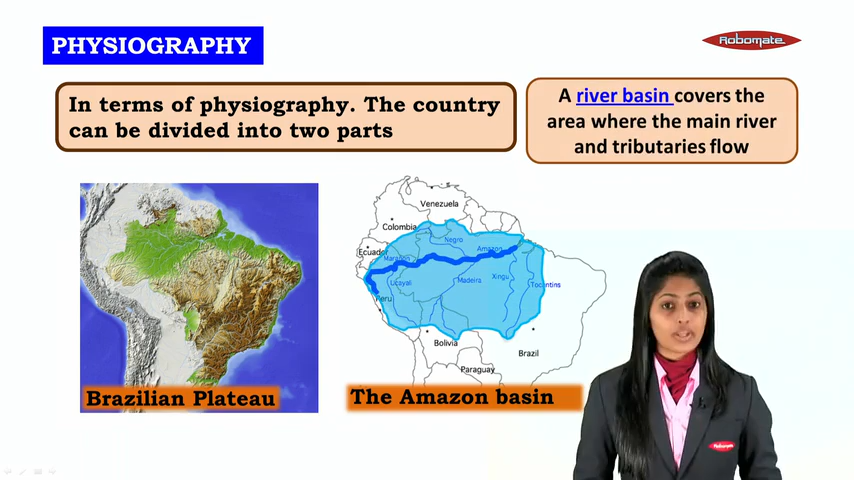 PHYSIOGRAPHY
Robomate
In terms of physiography. The country
can be divided into two parts
A river basin covers the
area where the main river
and tributaries flow
Venezuela
Colombia
Ecuador
Negro
Amazon
Marañón
Ucayali
Madeira
Xingu
Tocantins
Peru
Bolivia
Brazil
Paraguay
Brazilian Plateau
The Amazon basin
Robomate